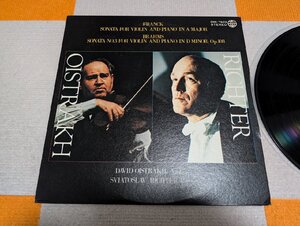 STEREO
FRANCK
SONATA FOR VIOLIN AND PIANO IN A MAJOR
BRAHMS
SONATA NO.3 FOR VIOLIN AND PIANO IN D MINOR, Op.108
OISTRAKH
RICHTER
DAVID OISTRAKH,
SVIATOSLAV RICHTER,